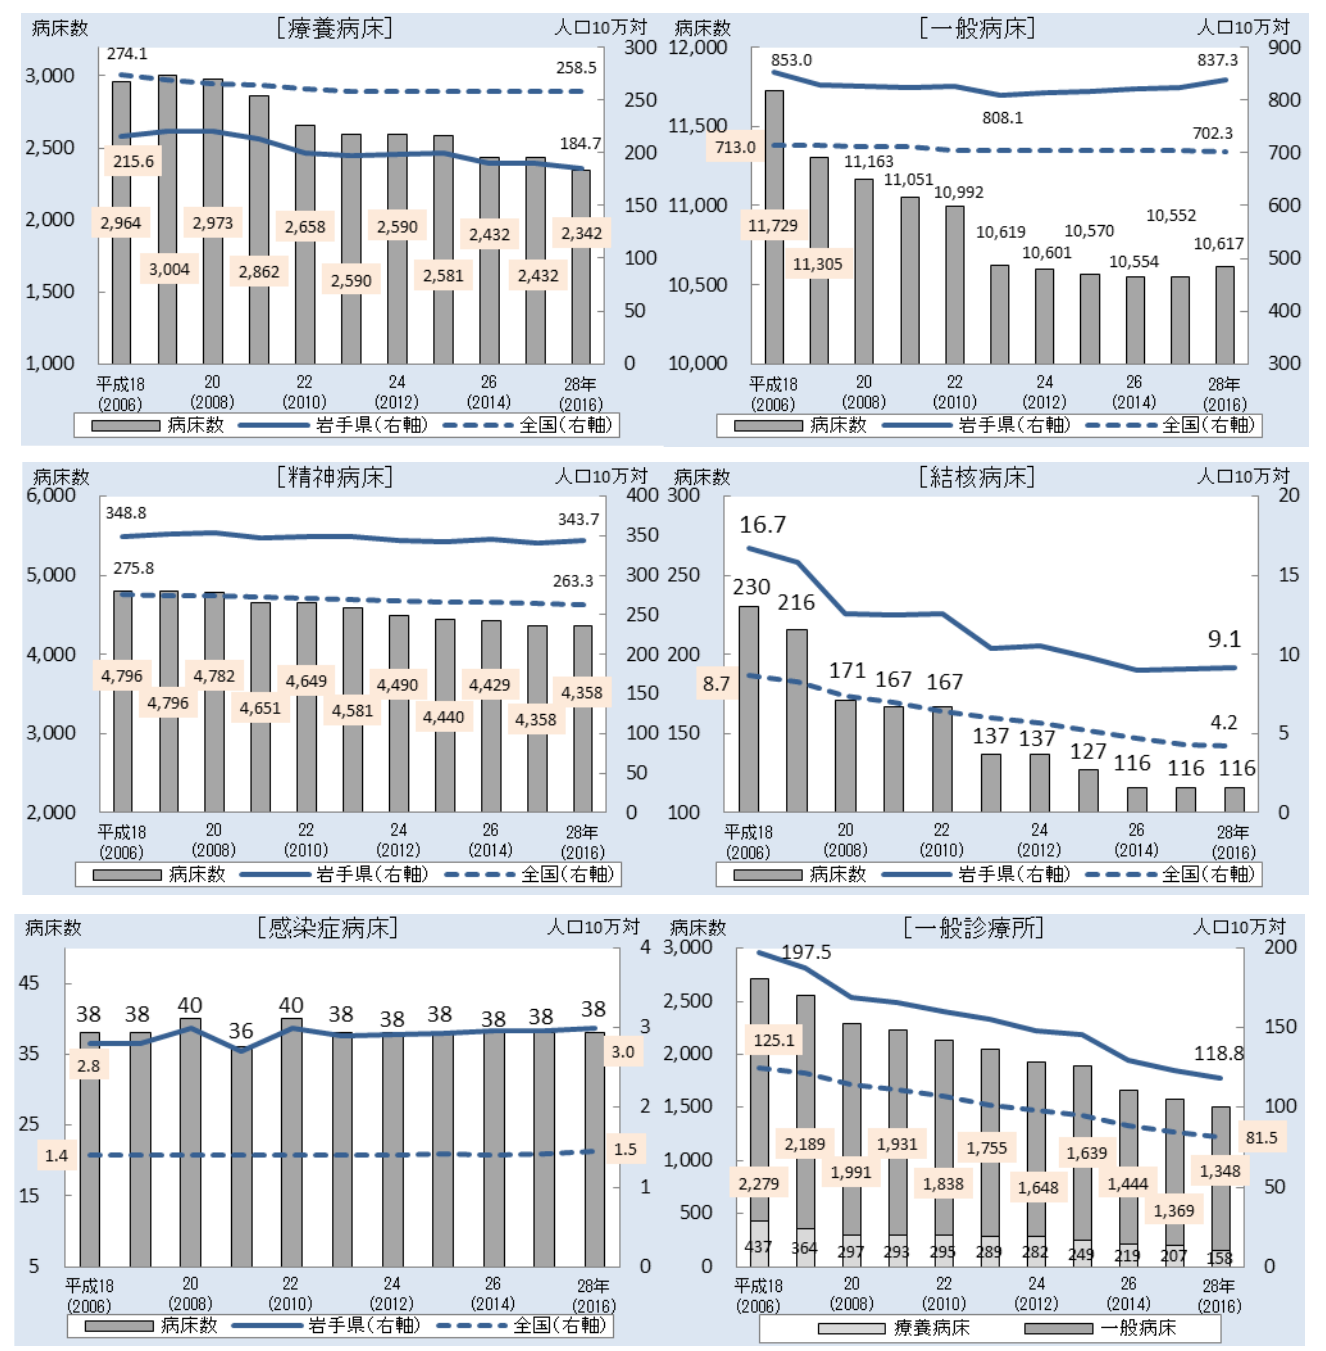 病床数 ［療養病床］ 人口10万対
274.1
258.5
215.6
184.7
2,964 2,973 2,658 2,590 2,432 2,342
3,004 2,862 2,590 2,581 2,432
3,000
2,500
2,000
1,500
1,000
300
250
200
150
100
50
0
平成18 20 22 24 26 28年
(2006) (2008) (2010) (2012) (2014) (2016)
病床数 岩手県(右軸) 全国(右軸)
病床数 ［一般病床］ 人口10万対
12,000
11,500
11,000
10,500
10,000
853.0 837.3
808.1
713.0 702.3
11,729 11,305 11,163 11,051 10,992 10,619 10,601 10,570 10,554 10,552 10,617
900
800
700
600
500
400
300
平成18 20 22 24 26 28年
(2006) (2008) (2010) (2012) (2014) (2016)
病床数 岩手県(右軸) 全国(右軸)
病床数 ［精神病床］ 人口10万対
6,000
5,000
4,000
3,000
2,000
348.8 343.7
275.8 263.3
4,796 4,782 4,649 4,490 4,429 4,358
4,796 4,651 4,581 4,440 4,358
400
350
300
250
200
150
100
50
0
平成18 20 22 24 26 28年
(2006) (2008) (2010) (2012) (2014) (2016)
病床数 岩手県(右軸) 全国(右軸)
病床数 ［結核病床］ 人口10万対
300
250
200
150
100
16.7
9.1
8.7
4.2
230 216 171 167 167 137 137 127 116 116 116
20
15
10
5
0
平成18 20 22 24 26 28年
(2006) (2008) (2010) (2012) (2014) (2016)
病床数 岩手県(右軸) 全国(右軸)
病床数 ［感染症病床］ 人口10万対
45
35
25
15
5
38 38 40 36 40 38 38 38 38 38 38
2.8 3.0
1.4 1.5
4
3
2
1
0
平成18 20 22 24 26 28年
(2006) (2008) (2010) (2012) (2014) (2016)
病床数 岩手県(右軸) 全国(右軸)
病床数 ［一般診療所］ 人口10万対
3,000
2,500
2,000
1,500
1,000
500
0
197.5
125.1
118.8
81.5
2,279 2,189 1,991 1,931 1,838 1,755 1,648 1,639 1,444 1,369 1,348
437 364 297 293 295 289 282 249 219 207 158
200
150
100
50
0
平成18 20 22 24 26 28年
(2006) (2008) (2010) (2012) (2014) (2016)
療養病床 一般病床